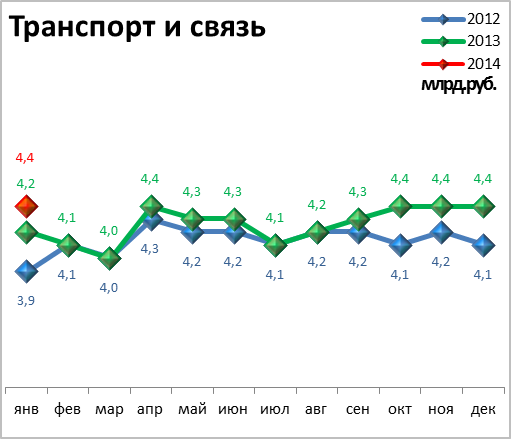 Транспорт и связь
2012
2013
2014
млрд.руб.
4,4
4,2 4,1 4,0 4,4 4,3 4,3 4,1 4,2 4,3 4,4 4,4 4,4
3,9 4,1 4,0 4,3 4,2 4,2 4,1 4,2 4,2 4,1 4,2 4,1
янв фев мар апр май июн июл авг сен окт ноя дек